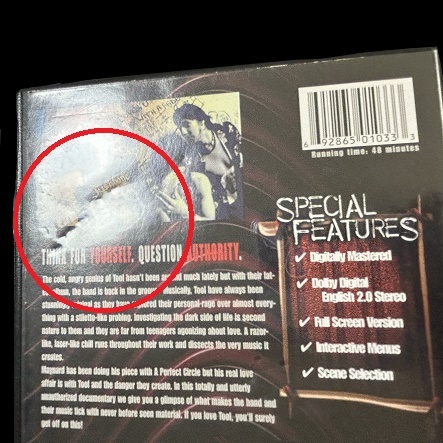 6 92865 01033 3
Running time: 48 minutes
SPECIAL
FEATURES
✓ Digitally Mastered
✓ Dolby Digital
English 2.0 Stereo
✓ Full Screen Version
✓ Interactive Menus
✓ Scene Selection
THINK FOR YOURSELF. QUESTION AUTHORITY.
The cold, angry genius of Tool hasn't been around much lately but with their lat-
them, the band is back in the groove. Musically, Tool have always been
as they have their personal-rage over almost every-
thing with a stiletto-like probing. Investigating the dark side of life is second
nature to them and they are far from teenagers agonizing about love. A razor-
like, laser-like chill runs throughout their work and dissects the very music it
creates.
Maynard has been doing his piece with A Perfect Circle but his real love
affair is with Tool and the danger they create. In this totally and utterly
unauthorized documentary we give you a glimpse of what makes the band and
their music tick with never before seen material. If you love Tool, you'll surely
get off on this!